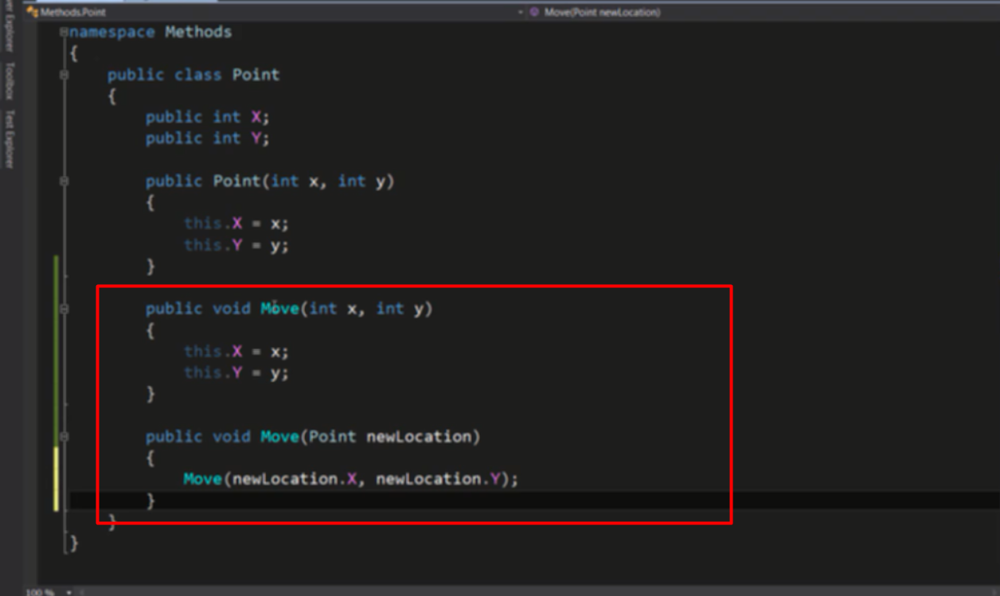 Methods.Point
Move(Point newLocation)
Toolbox
Test Explorer
namespace Methods
{
public class Point
{
public int X;
public int Y;
public Point(int x, int y)
{
this.X = x;
this.Y = y;
}
public void Move(int x, int y)
{
this.X = x;
this.Y = y;
}
public void Move(Point newLocation)
{
Move(newLocation.X, newLocation.Y);
}
}
}
100 %